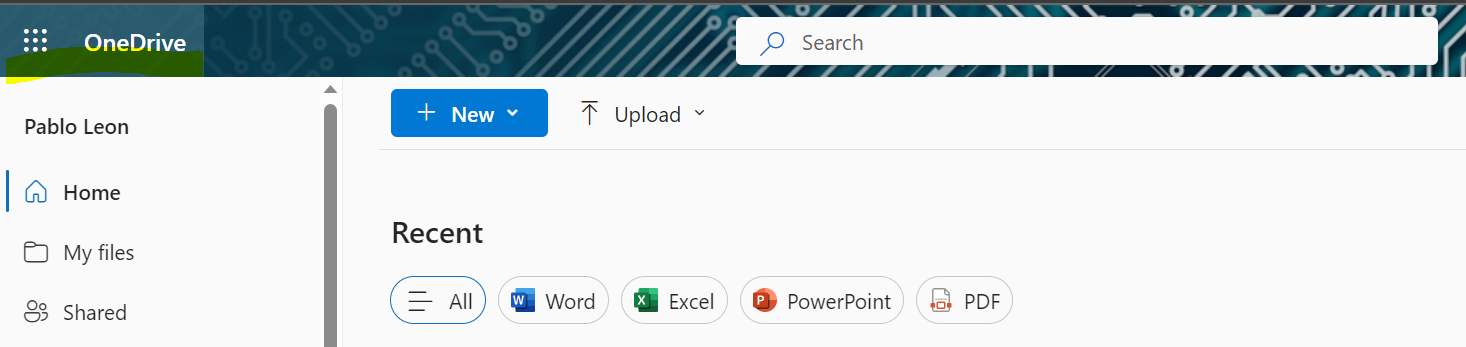 OneDrive
Search
Pablo Leon
Home
My files
Shared
New
Upload
Recent
All
Word
Excel
PowerPoint
PDF